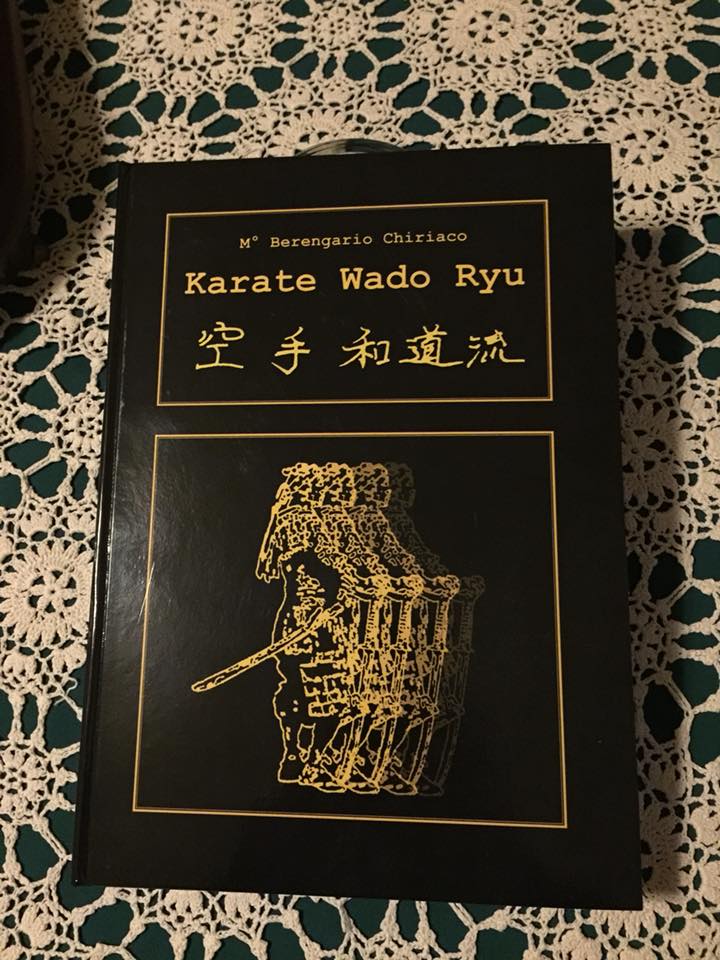 M° Berengario Chiriaco
Karate Wado Ryu
空手 和道流